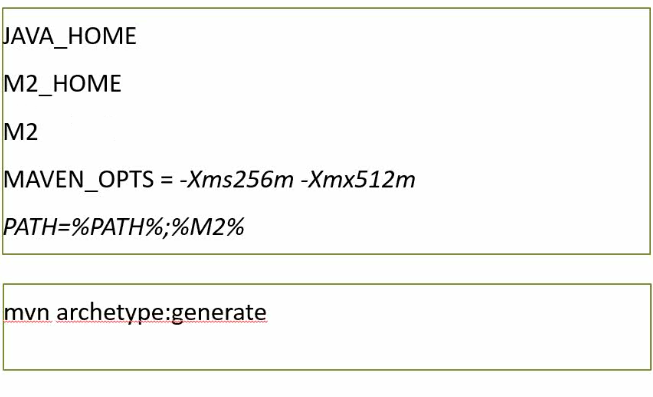 JAVA_HOME
M2_HOME
M2
MAVEN_OPTS = -Xms256m -Xmx512m
PATH=%PATH%;%M2%
mvn archetype:generate